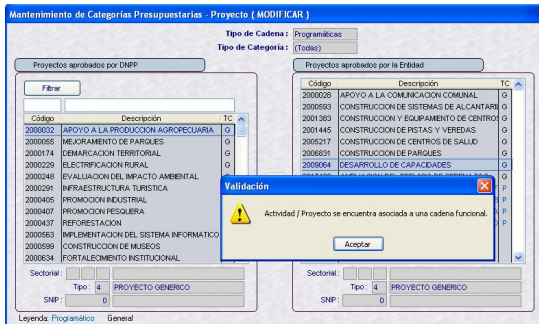 Mantenimiento de Categorías Presupuestarias - Proyecto ( MODIFICAR )
Tipo de Cadena : Programáticas
Tipo de Categoría : (Todas)
Proyectos aprobados por DNPP
Filtrar
Código Descripción TC
2000032 APOYO A LA PRODUCCION AGROPECUARIA G
2000055 MEJORAMIENTO DE PARQUES G
2000174 DEMARCACION TERRITORIAL G
2000229 ELECTRIFICACION RURAL G
2000248 EVALUACION DEL IMPACTO AMBIENTAL G
2000291 INFRAESTRUCTURA TURISTICA G
2000405 PROMOCION INDUSTRIAL
2000407 PROMOCION PESQUERA
2000437 REFORESTACION
2000563 IMPLEMENTACION DEL SISTEMA INFORMATICO
2000599 CONSTRUCCION DE MUSEOS
2000634 FORTALECIMIENTO INSTITUCIONAL
Sectorial :
Tipo : 4 PROYECTO GENERICO
SNIP : 0
Proyectos aprobados por la Entidad
Código Descripción TC
2000028 APOYO A LA COMUNICACION COMUNAL G
2000593 CONSTRUCCION DE SISTEMAS DE ALCANTARI G
2001383 CONSTRUCCION Y EQUIPAMENTO DE CENTROS G
2001445 CONSTRUCCION DE PISTAS Y VEREDAS G
2005217 CONSTRUCCION DE CENTROS DE SALUD G
2006831 CONSTRUCCION DE PARQUES G
2009064 DESARROLLO DE CAPACIDADES G
G
P
P
P
Validación
Actividad / Proyecto se encuentra asociada a una cadena funcional.
Aceptar
Sectorial :
Tipo : 4 PROYECTO GENERICO
SNIP : 0
Leyenda: Programático General